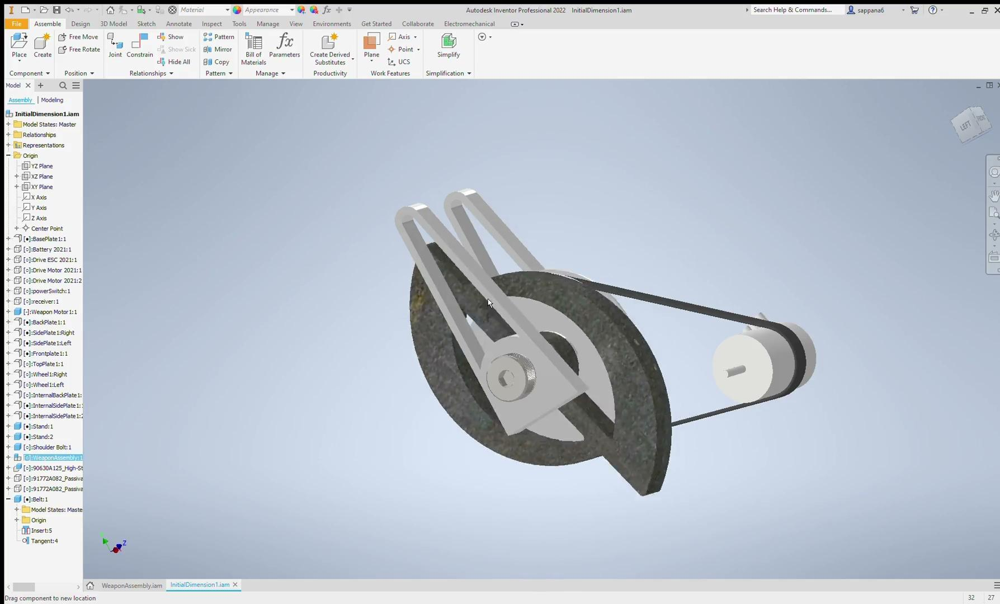 Material
Appearance
Autodesk Inventor Professional 2022 InitialDimension1.iam
Search Help & Commands...
sappana6
File Assemble Design 3D Model Sketch Annotate Inspect Tools Manage View Environments Get Started Collaborate Electromechanical
Place
Create
Free Move
Free Rotate
Joint
Constrain
Show
Show Sick
Hide All
Pattern
Mirror
Copy
Bill of
Materials
Parameters
Create Derived
Substitutes
Plane
Axis
Point
UCS
Simplify
Component
Position
Relationships
Pattern
Manage
Productivity
Work Features
Simplification
Model
Assembly Modeling
InitialDimension1.iam
Model States: Master
Relationships
Representations
Origin
YZ Plane
XZ Plane
XY Plane
X Axis
Y Axis
Z Axis
Center Point
[•]:BasePlate1:1
[○]:Battery 2021:1
[○]:Drive ESC 2021:1
[○]:Drive Motor 2021:1
[○]:Drive Motor 2021:2
[○]:powerSwitch:1
[○]:receiver:1
[-]:Weapon Motor1:1
[•]:BackPlate1:1
[•]:SidePlate1:Right
[•]:SidePlate1:Left
[•]:Frontplate1:1
[•]:TopPlate1:1
[○]:Wheel1:Right
[○]:Wheel1:Left
[○]:InternalBackPlate1:
[•]:InternalSidePlate1:1
[•]:InternalSidePlate1:2
[•]:Stand:1
[•]:Stand:2
[○]:Shoulder Bolt:1
[○]:WeaponAssembly:1
[○]:90630A125_High-St
[○]:91772A082_Passiva
[○]:91772A082_Passiva
[•]:Belt:1
Model States: Maste
Origin
Insert:5
Tangent:4
LEFT
FRONT
Z
WeaponAssembly.iam
InitialDimension1.iam
Drag component to new location
32 27